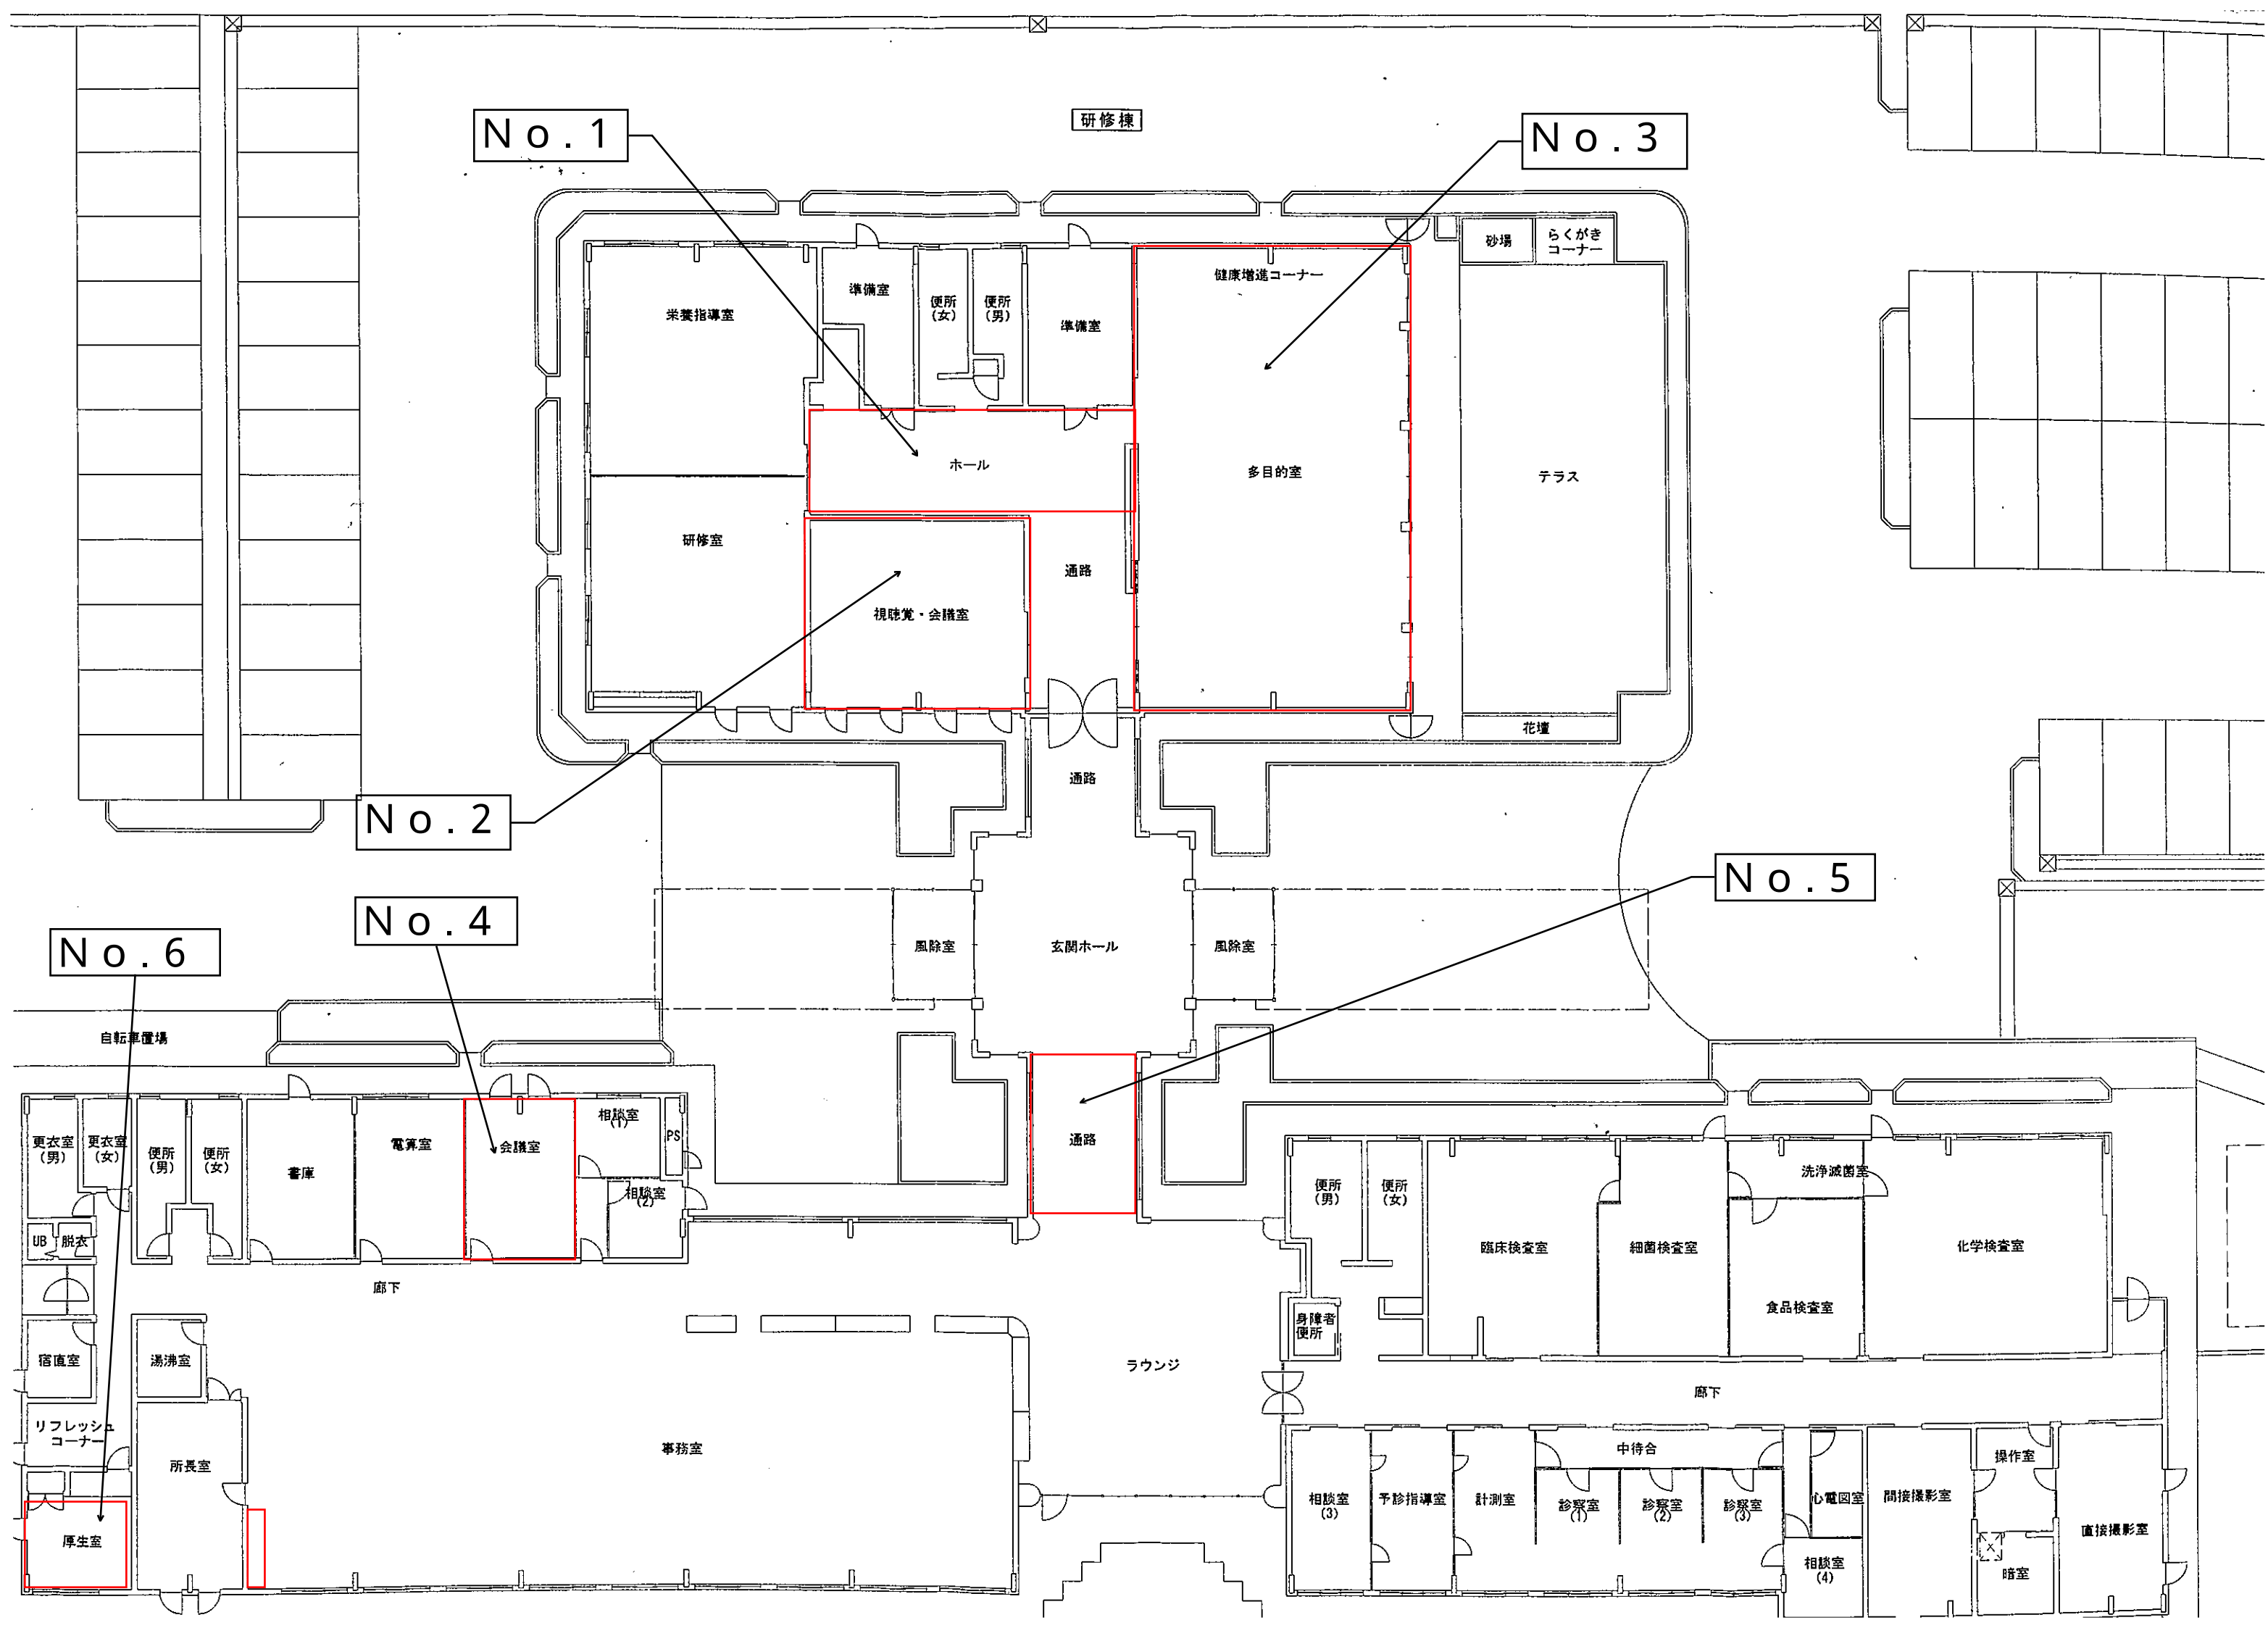 研修棟
No.1
No.3
砂場
らくがき
コーナー
健康増進コーナー
栄養指導室
準備室
便所
(女)
便所
(男)
準備室
ホール
多目的室
テラス
研修室
通路
視聴覚・会議室
花壇
通路
No.2
No.5
No.4
No.6
風除室
玄関ホール
風除室
自転車置場
更衣室
(男)
更衣室
(女)
便所
(男)
便所
(女)
書庫
電算室
会議室
相談室
(1)
PS
相談室
(2)
通路
UB
脱衣
便所
(男)
便所
(女)
洗浄滅菌室
臨床検査室
細菌検査室
化学検査室
食品検査室
身障者
便所
廊下
宿直室
湯沸室
ラウンジ
廊下
リフレッシュ
コーナー
所長室
事務室
中待合
操作室
相談室
(3)
予診指導室
計測室
診察室
(1)
診察室
(2)
診察室
(3)
心電図室
間接撮影室
直接撮影室
厚生室
相談室
(4)
暗室